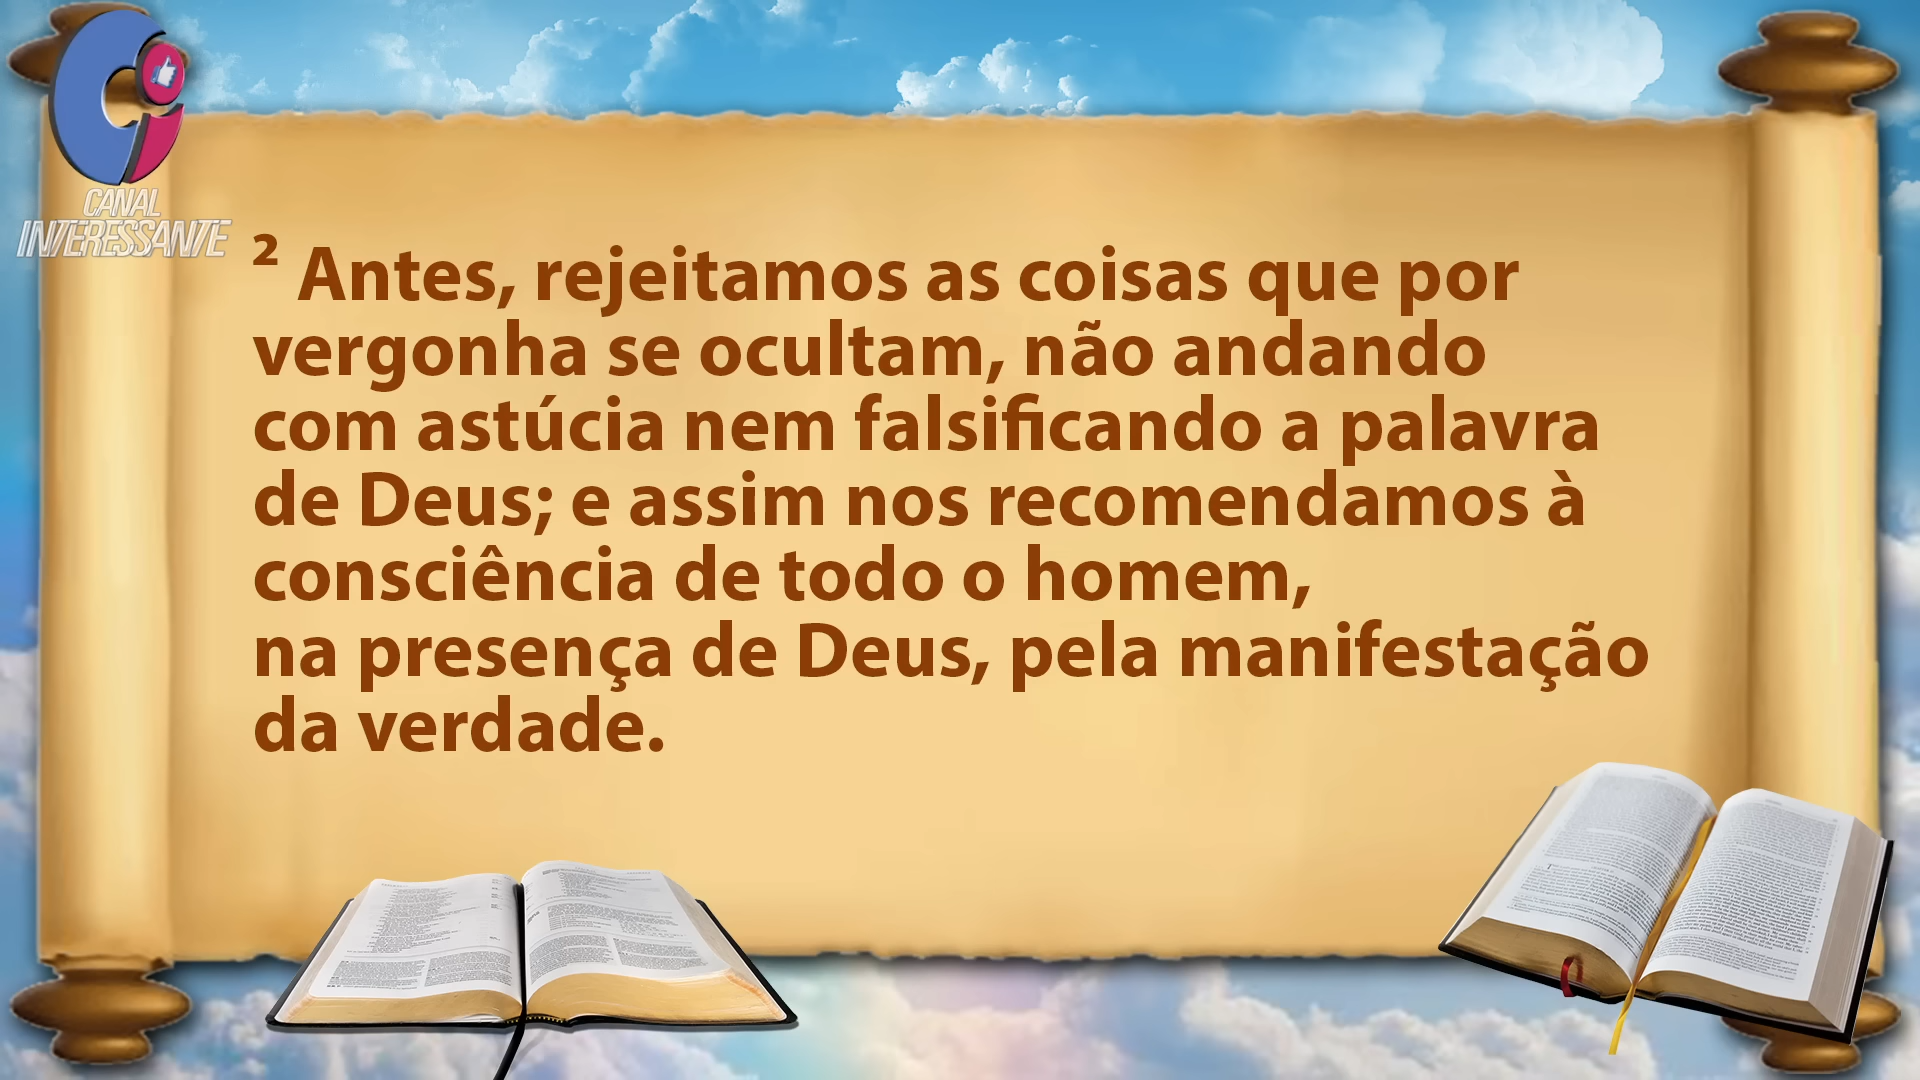 CANAL
INTERESSANTE
² Antes, rejeitamos as coisas que por
vergonha se ocultam, não andando
com astúcia nem falsificando a palavra
de Deus; e assim nos recomendamos à
consciência de todo o homem,
na presença de Deus, pela manifestação
da verdade.